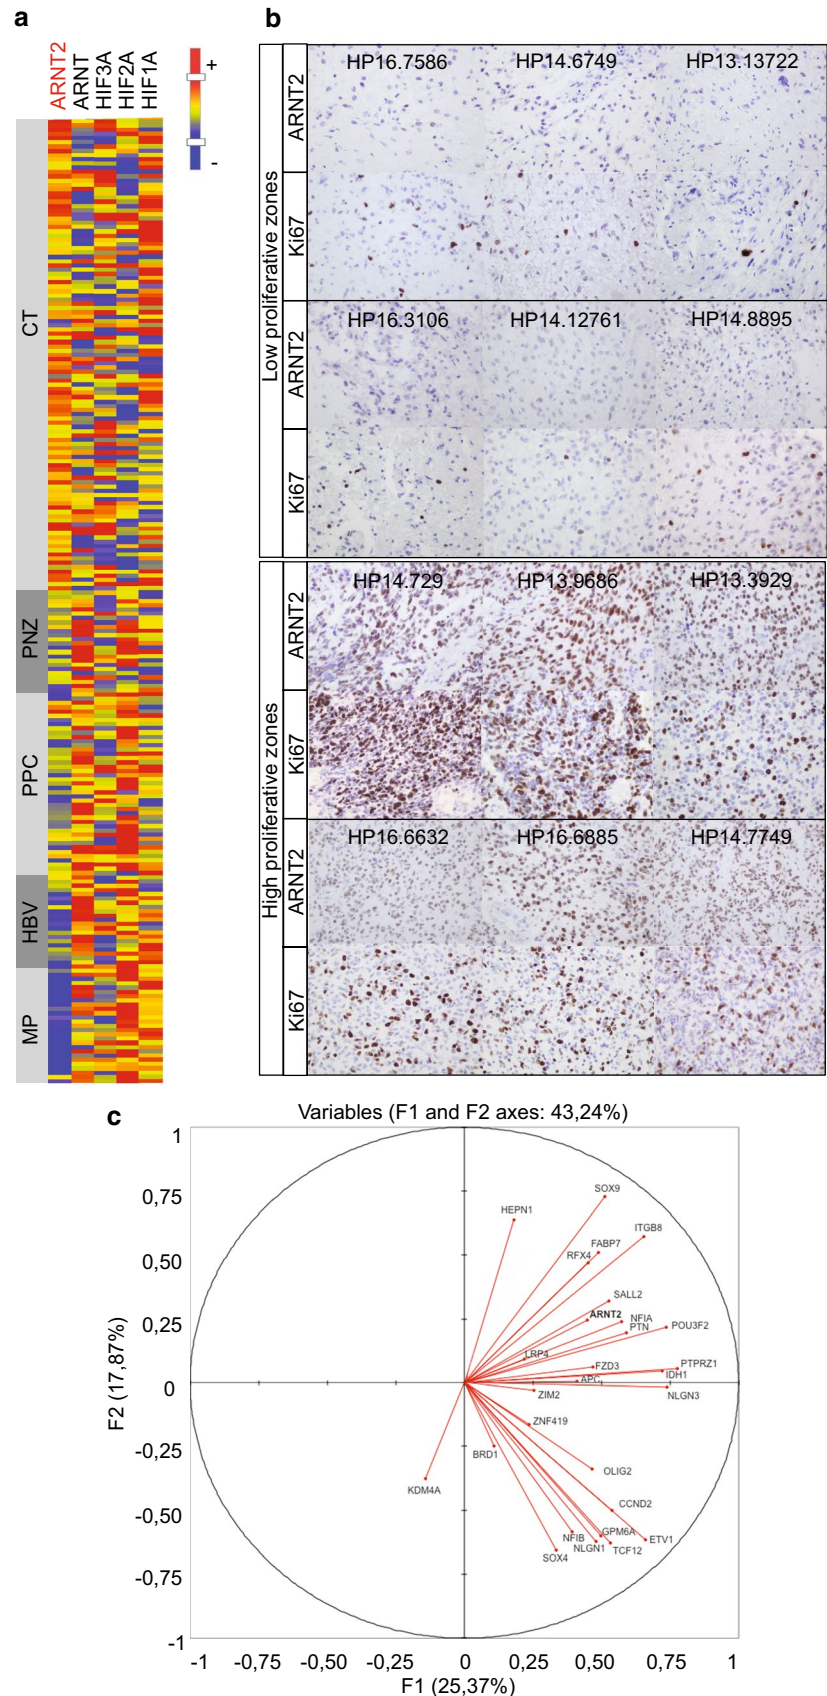 a
ARNT2
ARNT
HIF3A
HIF2A
HIF1A
+
-
CT
PNZ
PPC
HBV
MP
b
Low proliferative zones
ARNT2
HP16.7586
HP14.6749
HP13.13722
Ki67
ARNT2
HP16.3106
HP14.12761
HP14.8895
Ki67
High proliferative zones
ARNT2
HP14.729
HP13.9686
HP13.3929
Ki67
ARNT2
HP16.6632
HP16.6885
HP14.7749
Ki67
c
Variables (F1 and F2 axes: 43,24%)
F2 (17,87%)
1
0,75
0,50
0,25
0
-0,25
-0,50
-0,75
-1
SOX9
HEPN1
ITGB8
FABP7
RFX4
SALL2
ARNT2
NFIA
PTN
POU3F2
LRP4
FZD3
PTPRZ1
IDH1
APC
ZIM2
NLGN3
ZNF419
BRD1
OLIG2
KDM4A
CCND2
GPM6A
NFIB
ETV1
NLGN1
TCF12
SOX4
-1
-0,75
-0,50
-0,25
0
0,25
0,50
0,75
1
F1 (25,37%)